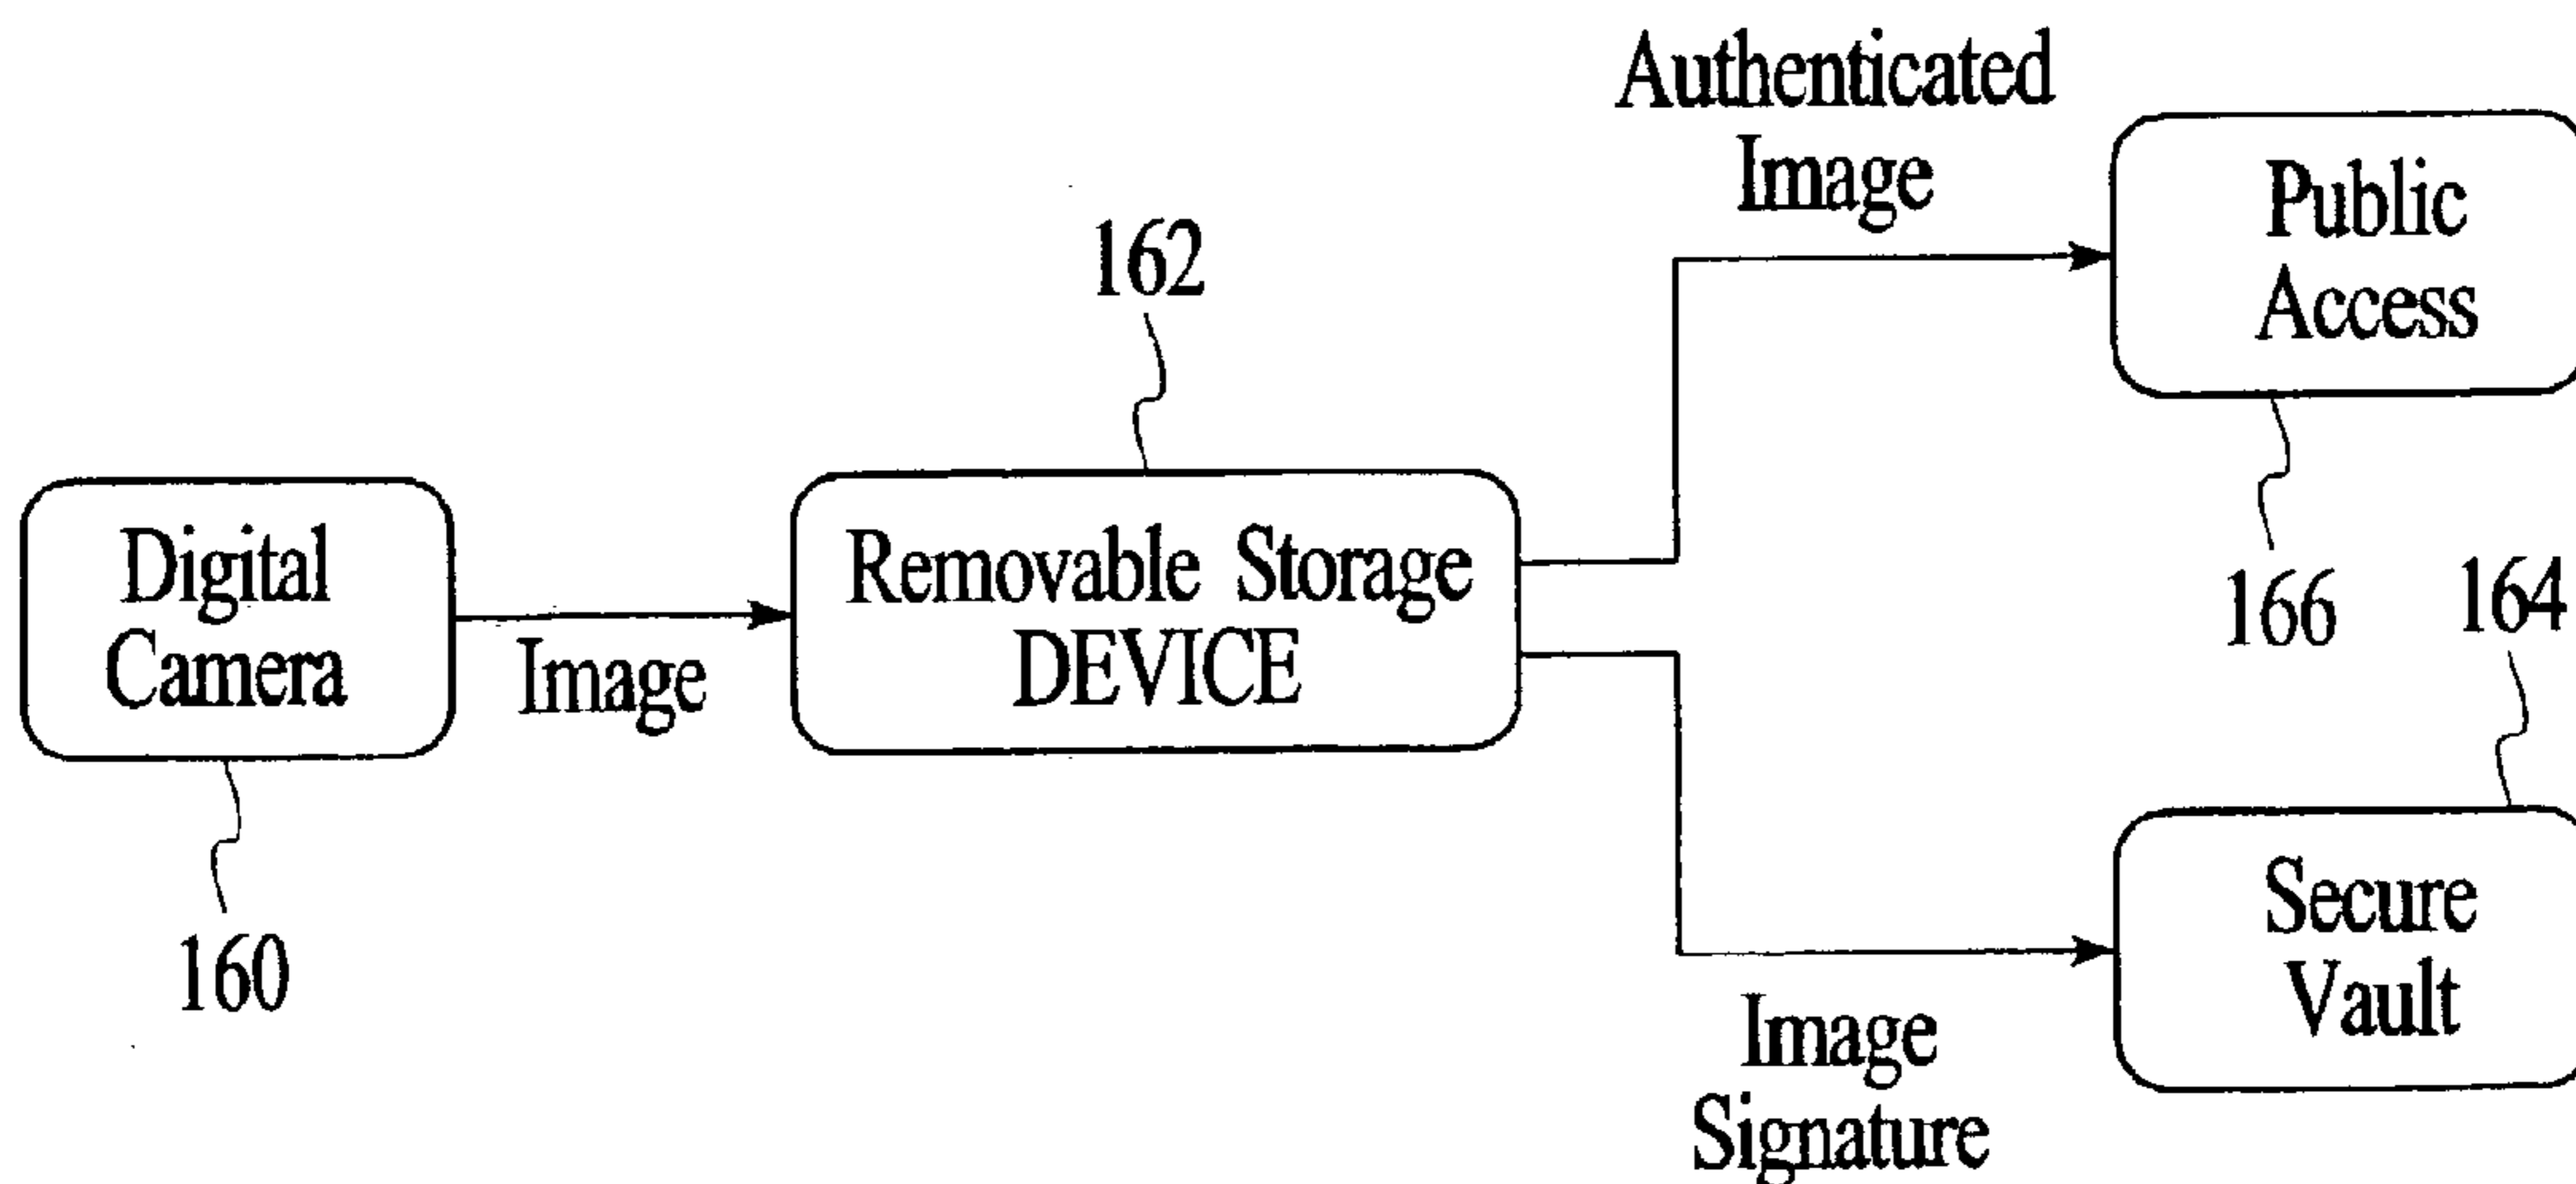 Authenticated
Image
Public
Access
162
166
164
Digital
Camera
Image
Removable Storage
DEVICE
160
Secure
Vault
Image
Signature